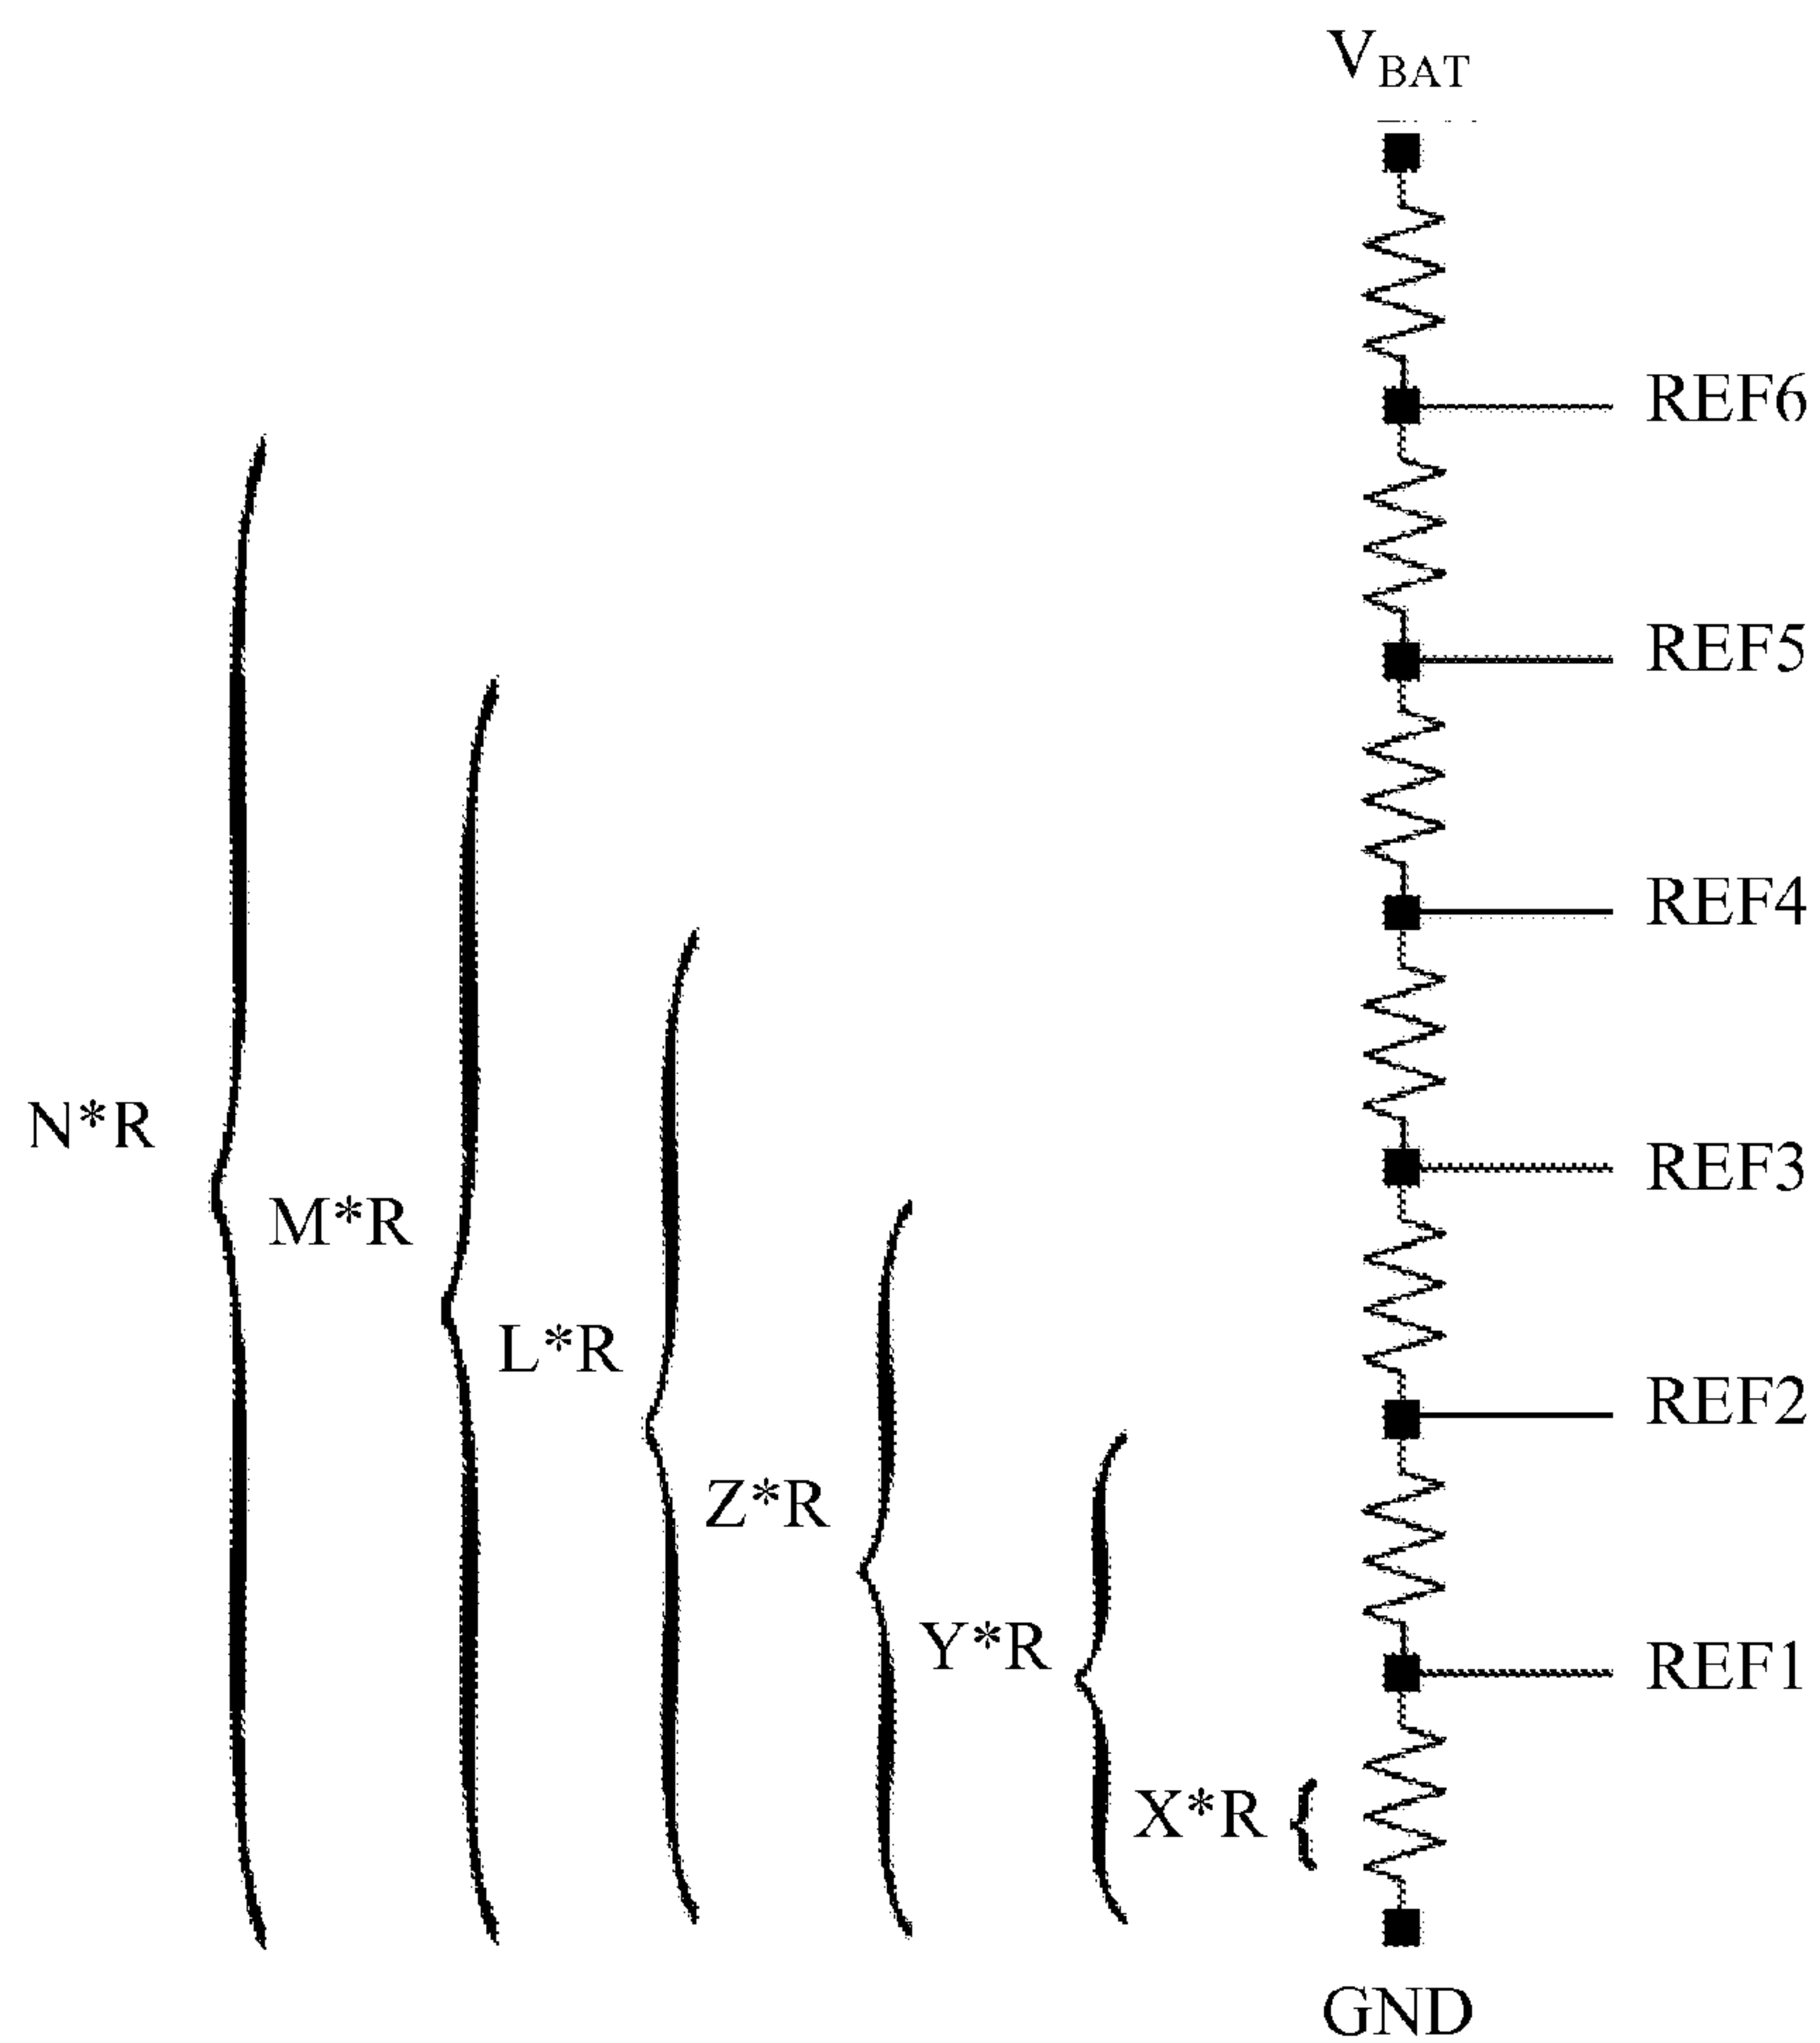 VBAT
REF6
REF5
REF4
N*R
REF3
M*R
L*R
REF2
Z*R
Y*R
REF1
X*R
GND